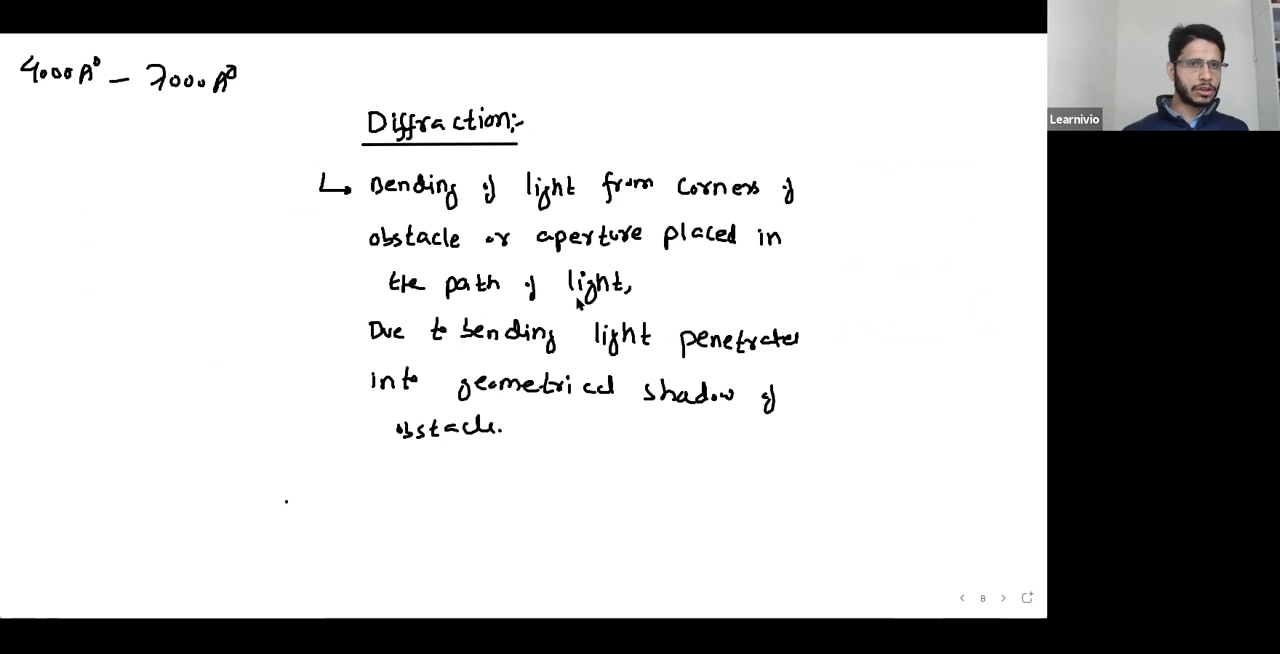 4000A° - 7000A°
Diffraction:-
↳ Bending of light from corners of
obstacle or aperture placed in
the path of light,
Due to bending light penetrates
into geometrical shadow of
obstacle.
Learnivio
8